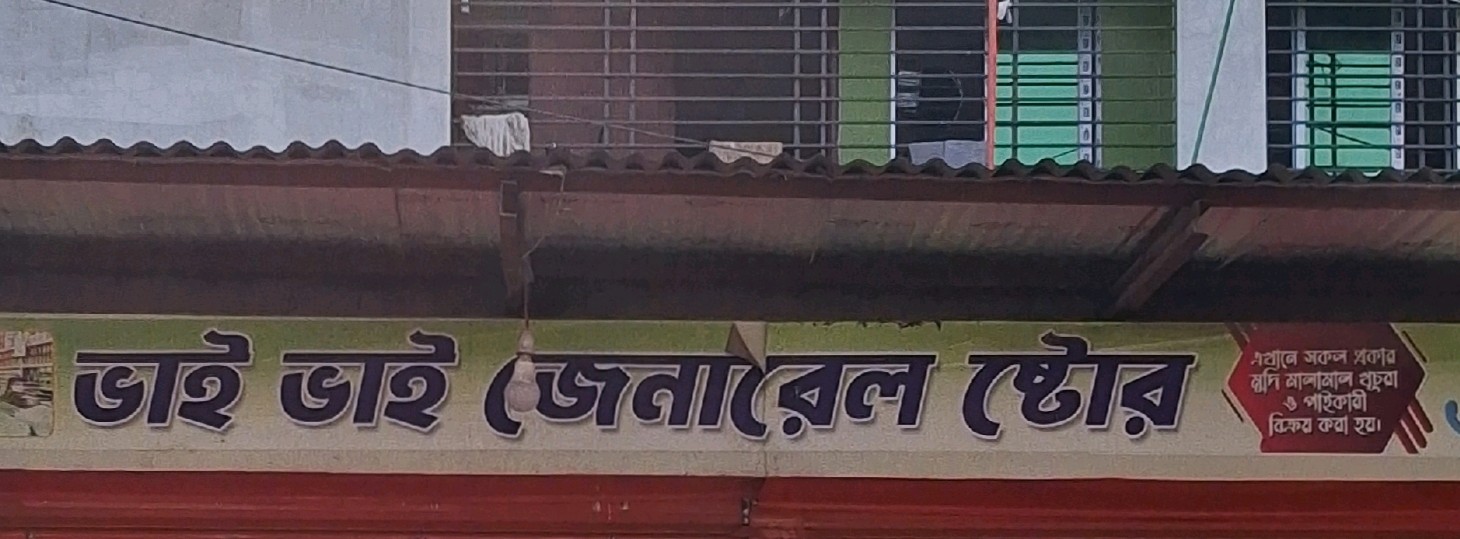 ভাই ভাই জেনারেল ষ্টোর
এখানে সকল প্রকার
মুদি মালামাল খুচরা
ও পাইকারী
বিক্রয় করা হয়।